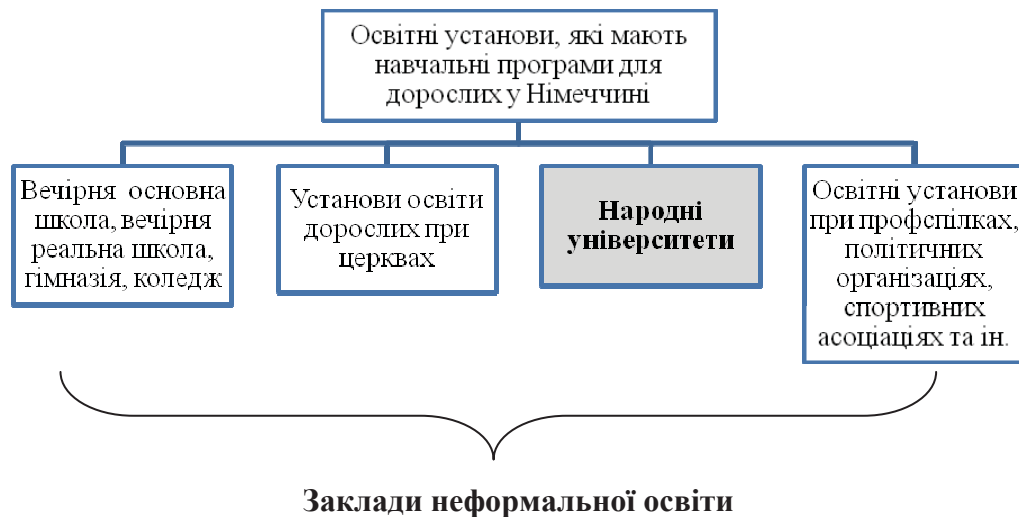 Освітні установи, які мають
навчальні програми для
дорослих у Німеччині
Вечірня основна
школа, вечірня
реальна школа,
гімназія, коледж
Установи освіти
дорослих при
церквах
Народні
університети
Освітні установи
при профспілках,
політичних
організаціях,
спортивних
асоціаціях та ін.
Заклади неформальної освіти